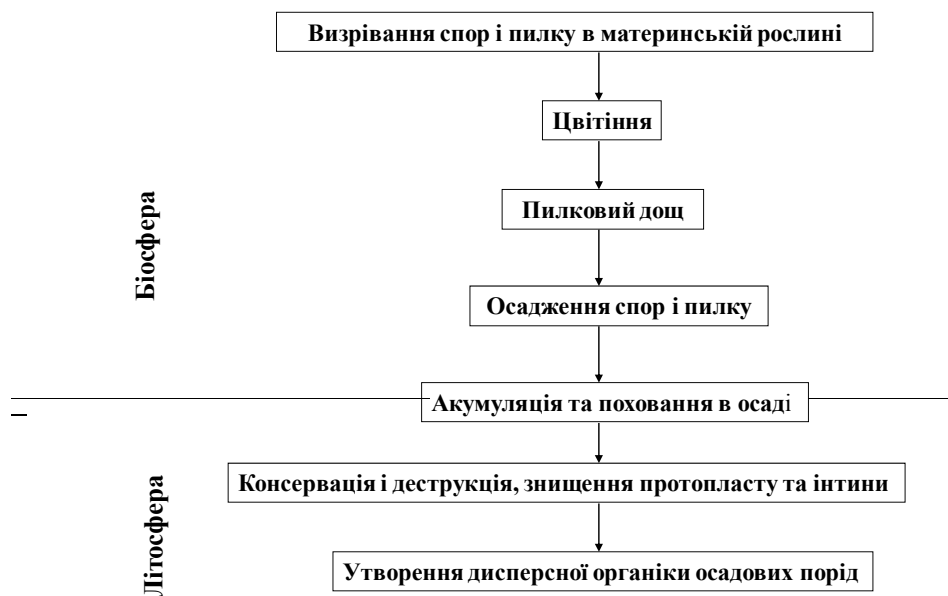 Визрівання спор і пилку в материнській рослині
Цвітіння
Пилковий дощ
Осадження спор і пилку
Біосфера
Акумуляція та поховання в осаді
Консервація і деструкція, знищення протопласту та інтини
Утворення дисперсної органіки осадових порід
Літосфера